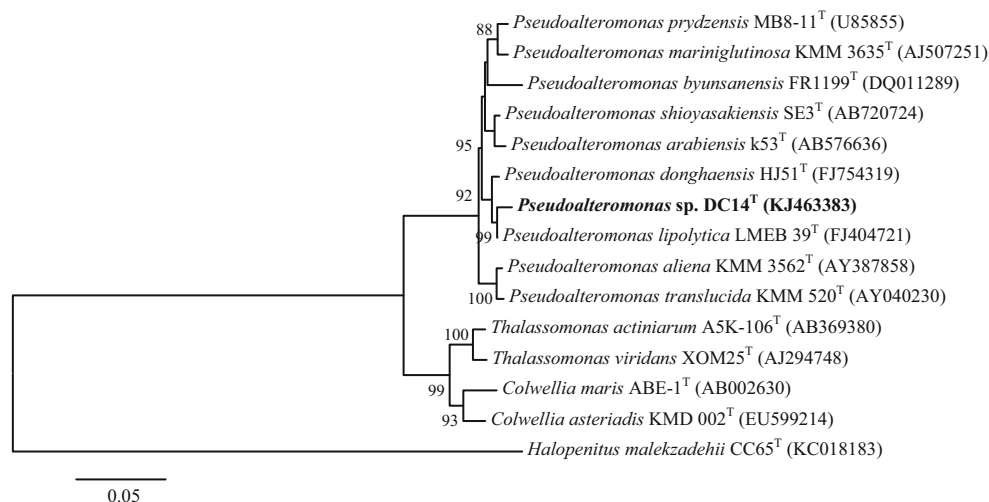 88
Pseudoalteromonas prydzensis MB8-11ᵀ (U85855)
Pseudoalteromonas mariniglutinosa KMM 3635ᵀ (AJ507251)
Pseudoalteromonas byunsanensis FR1199ᵀ (DQ011289)
Pseudoalteromonas shioyasakiensis SE3ᵀ (AB720724)
95
Pseudoalteromonas arabiensis k53ᵀ (AB576636)
Pseudoalteromonas donghaensis HJ51ᵀ (FJ754319)
92
Pseudoalteromonas sp. DC14ᵀ (KJ463383)
99
Pseudoalteromonas lipolytica LMEB 39ᵀ (FJ404721)
Pseudoalteromonas aliena KMM 3562ᵀ (AY387858)
100
Pseudoalteromonas translucida KMM 520ᵀ (AY040230)
Thalassomonas actiniarum A5K-106ᵀ (AB369380)
100
Thalassomonas viridans XOM25ᵀ (AJ294748)
99
Colwellia maris ABE-1ᵀ (AB002630)
93
Colwellia asteriadis KMD 002ᵀ (EU599214)
Halopenitus malekzadehii CC65ᵀ (KC018183)
0.05